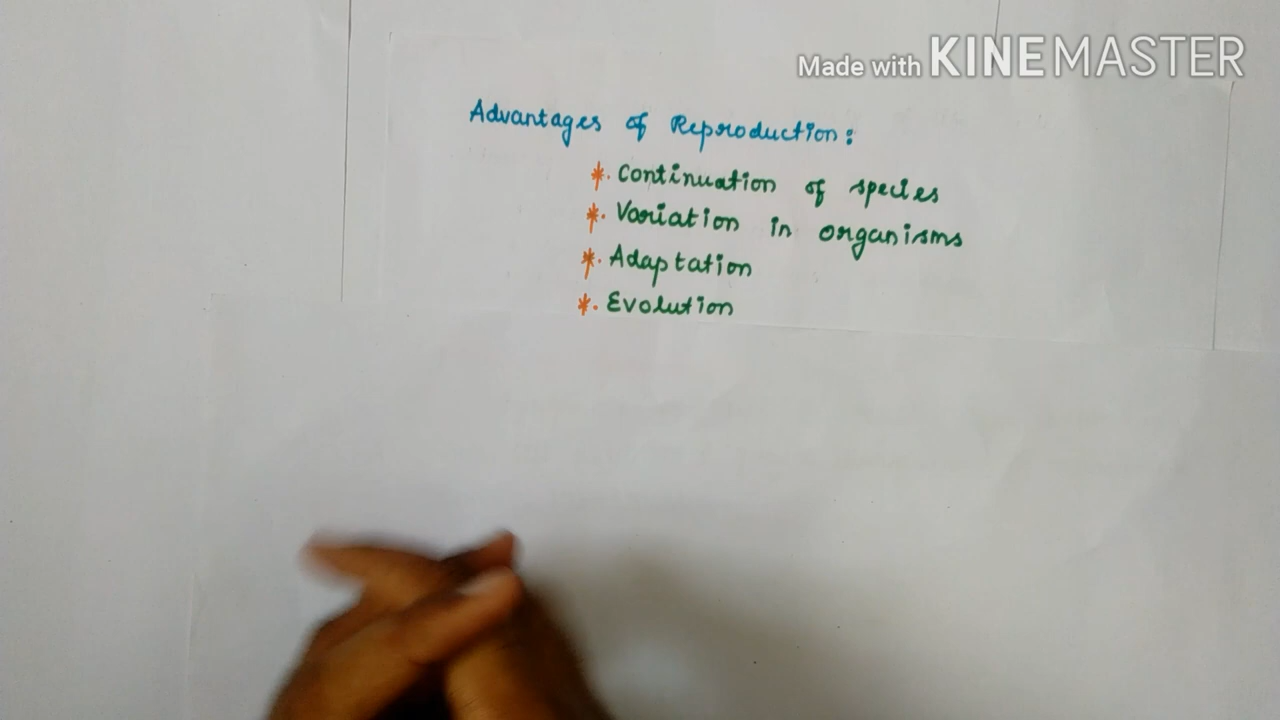 Made with KINEMASTER
Advantages of Reproduction:
*. Continuation of species
*. Variation in organisms
*. Adaptation
*. Evolution